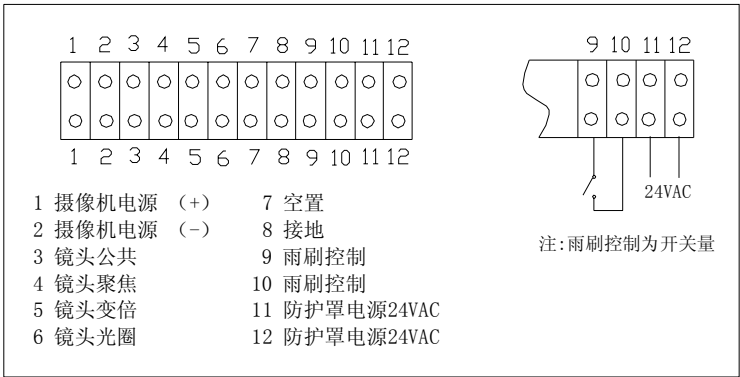 1 2 3 4 5 6 7 8 9 10 11 12
1 2 3 4 5 6 7 8 9 10 11 12
1 摄像机电源 （+）
2 摄像机电源 （-）
3 镜头公共
4 镜头聚焦
5 镜头变倍
6 镜头光圈
7 空置
8 接地
9 雨刷控制
10 雨刷控制
11 防护罩电源24VAC
12 防护罩电源24VAC
9 10 11 12
24VAC
注:雨刷控制为开关量